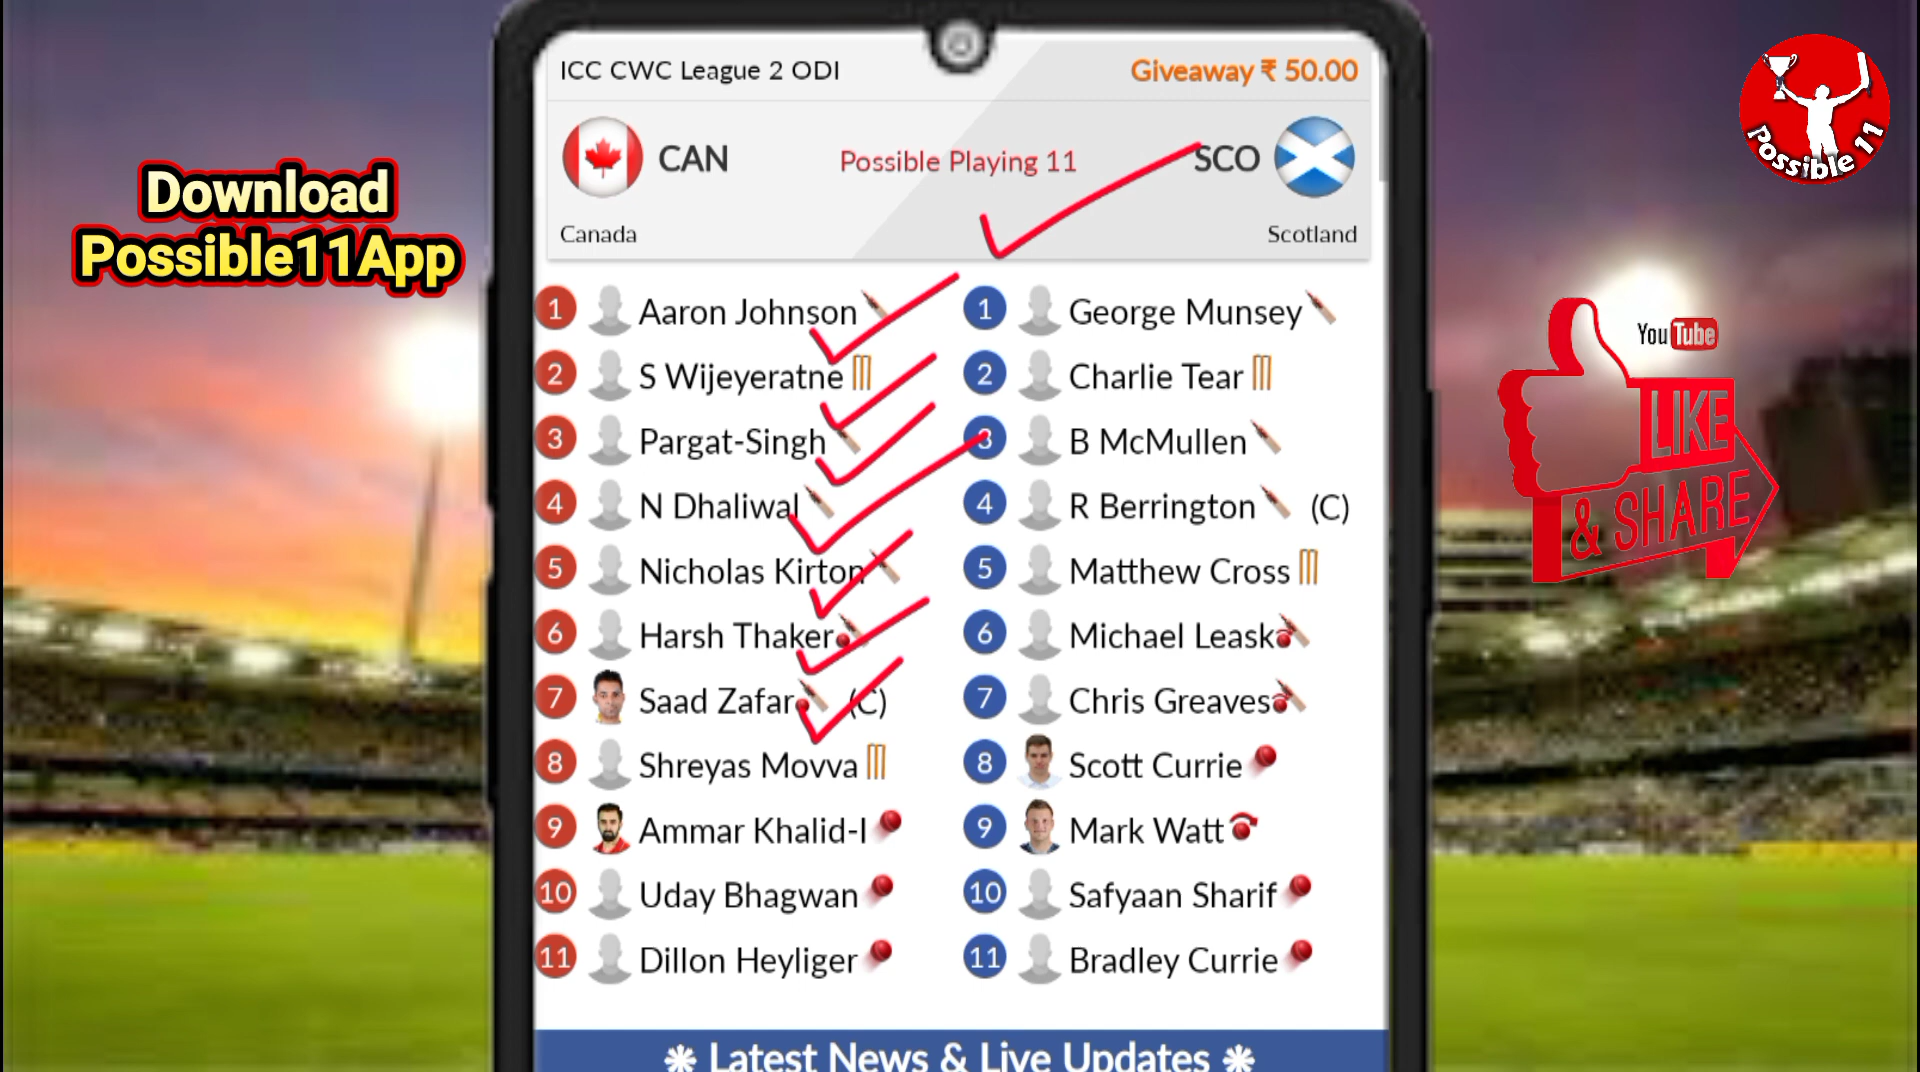 ICC CWC League 2 ODI
Giveaway ₹ 50.00
CAN
Possible Playing 11
SCO
Canada
Scotland
Download
Possible11App
Possible 11
1 Aaron Johnson
2 S Wijeyeratne
3 Pargat-Singh
4 N Dhaliwal
5 Nicholas Kirton
6 Harsh Thaker
7 Saad Zafar (C)
8 Shreyas Movva
9 Ammar Khalid-I
10 Uday Bhagwan
11 Dillon Heyliger
1 George Munsey
2 Charlie Tear
3 B McMullen
4 R Berrington (C)
5 Matthew Cross
6 Michael Leask
7 Chris Greaves
8 Scott Currie
9 Mark Watt
10 Safyaan Sharif
11 Bradley Currie
YouTube
LIKE
& SHARE
Latest News & Live Updates